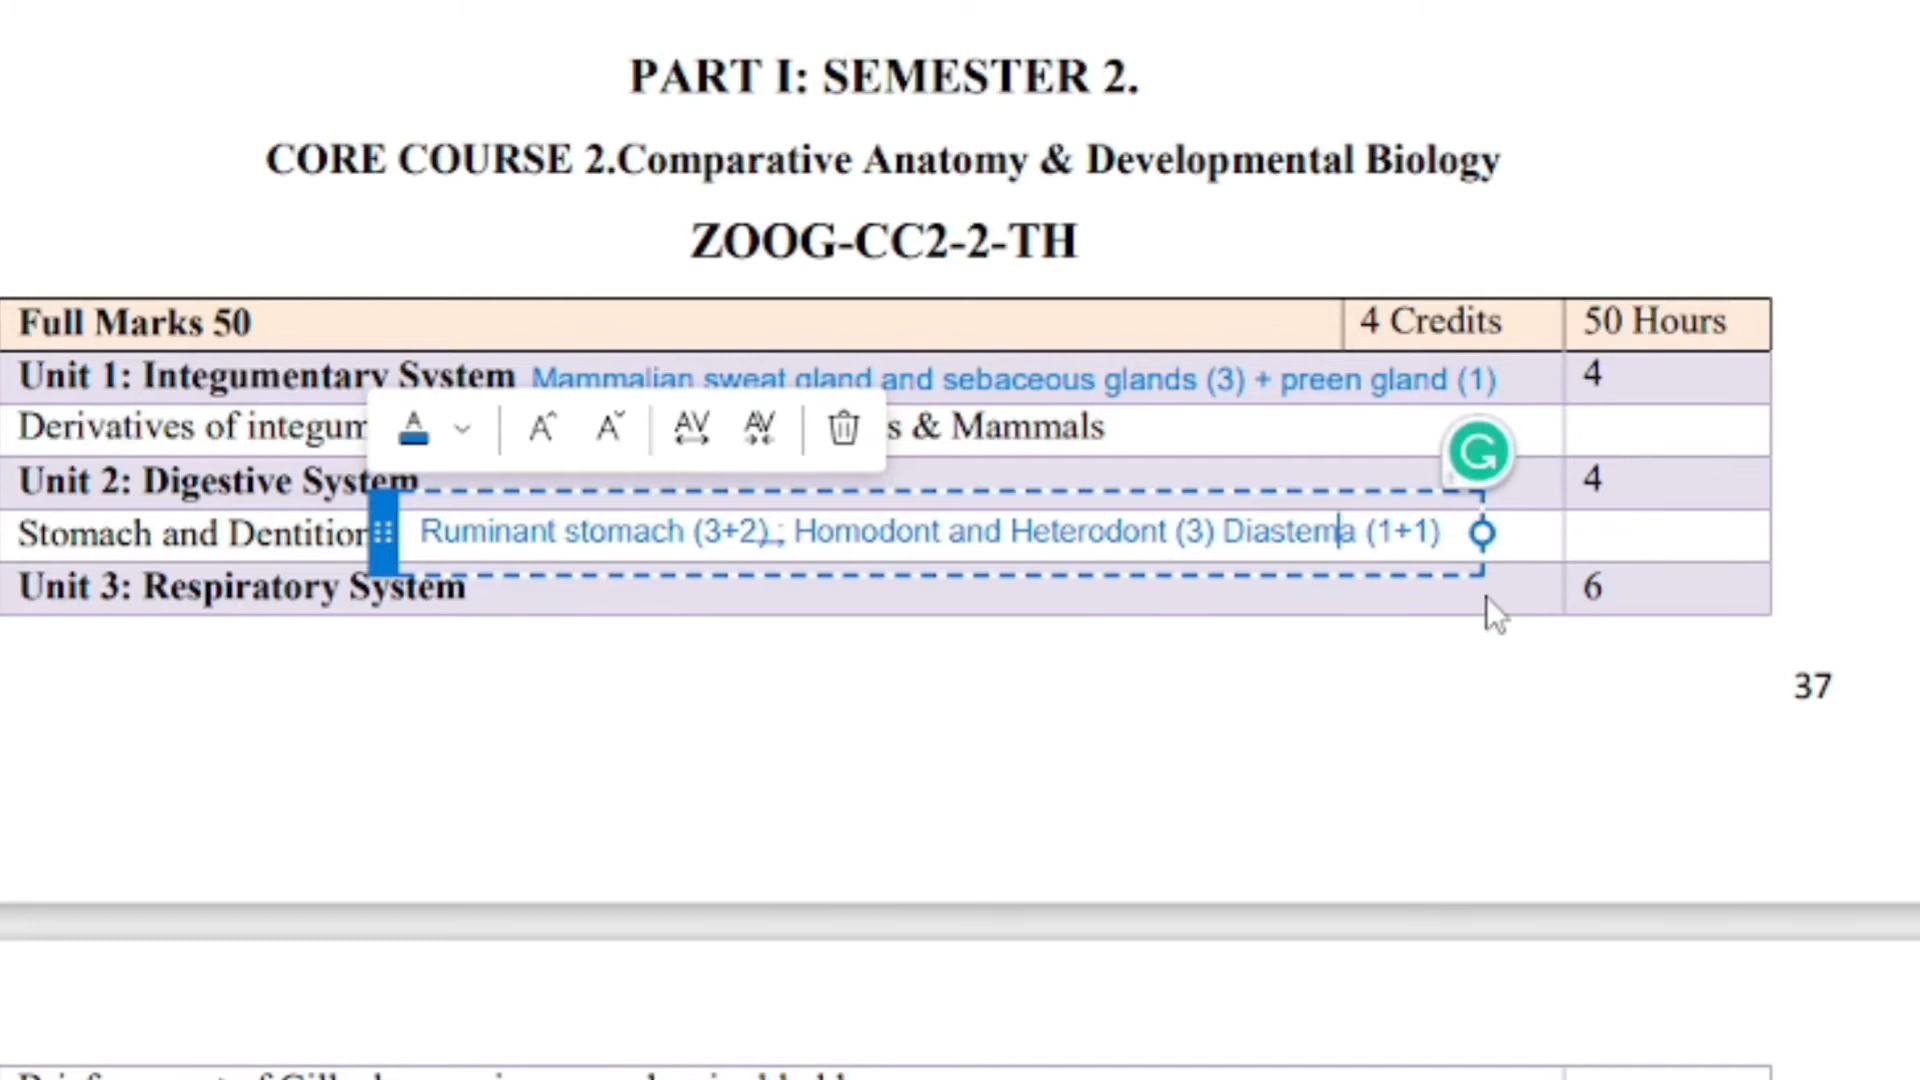 PART I: SEMESTER 2.
CORE COURSE 2.Comparative Anatomy & Developmental Biology
ZOOG-CC2-2-TH
Full Marks 50 4 Credits 50 Hours
Unit 1: Integumentary System Mammalian sweat gland and sebaceous glands (3) + preen gland (1) 4
Derivatives of integum s & Mammals
Unit 2: Digestive System 4
Stomach and Dentition Ruminant stomach (3+2) ; Homodont and Heterodont (3) Diastema (1+1)
Unit 3: Respiratory System 6
37